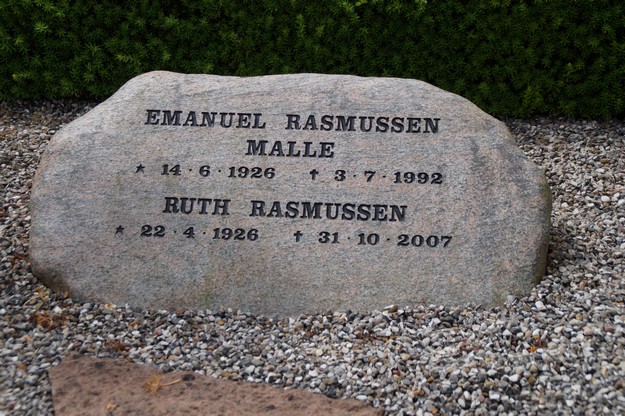 EMANUEL RASMUSSEN
MALLE
* 14 · 6 · 1926 ✝ 3 · 7 · 1992
RUTH RASMUSSEN
* 22 · 4 · 1926 ✝ 31 · 10 · 2007